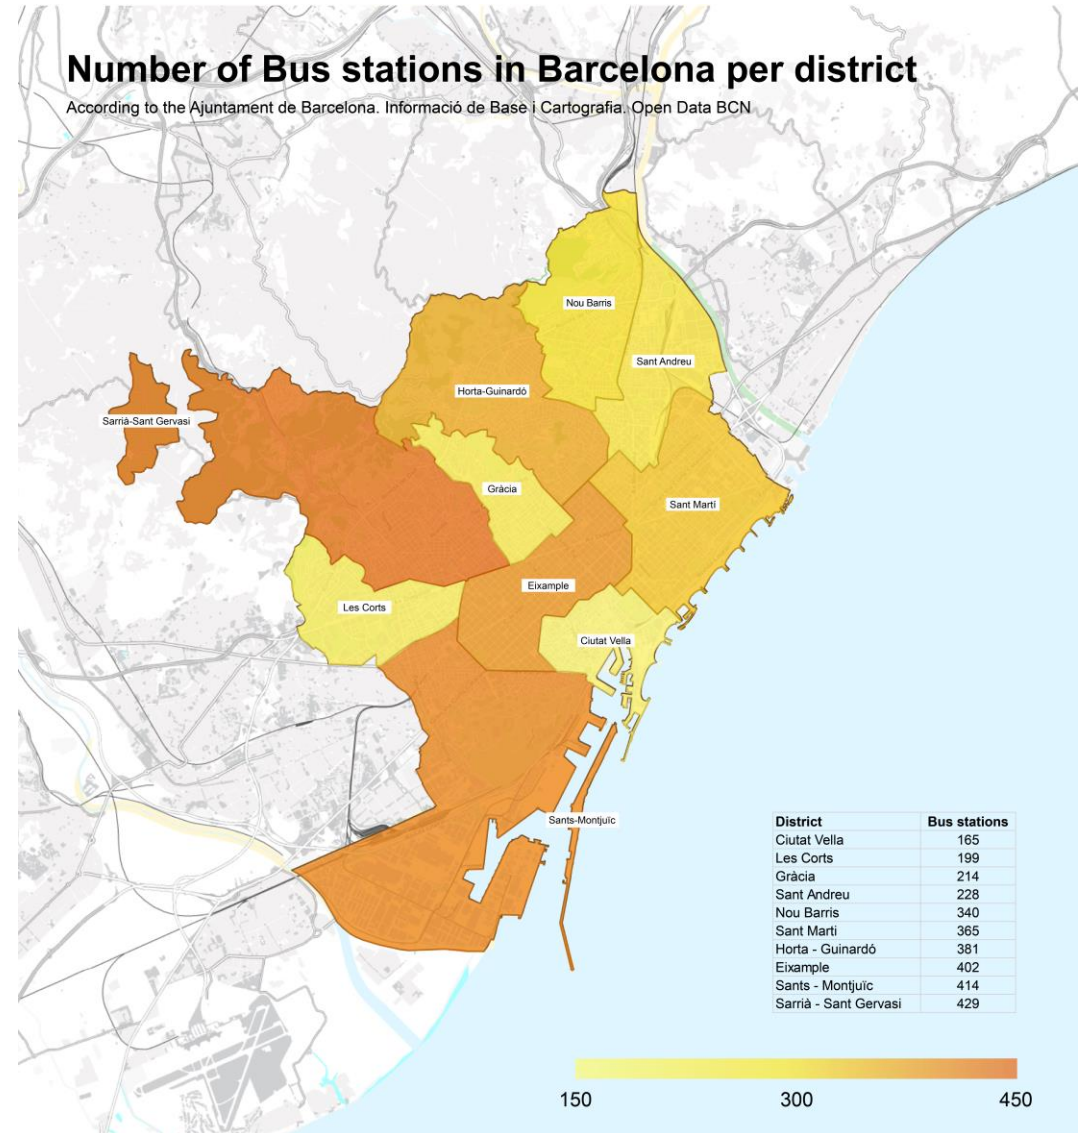 Number of Bus stations in Barcelona per district
According to the Ajuntament de Barcelona. Informació de Base i Cartografia. Open Data BCN
Nou Barris
Sant Andreu
Horta-Guinardó
Sarrià-Sant Gervasi
Gràcia
Sant Martí
Eixample
Les Corts
Ciutat Vella
Sants-Montjuïc
District Bus stations
Ciutat Vella 165
Les Corts 199
Gràcia 214
Sant Andreu 228
Nou Barris 340
Sant Marti 365
Horta - Guinardó 381
Eixample 402
Sants - Montjuïc 414
Sarrià - Sant Gervasi 429
150 300 450